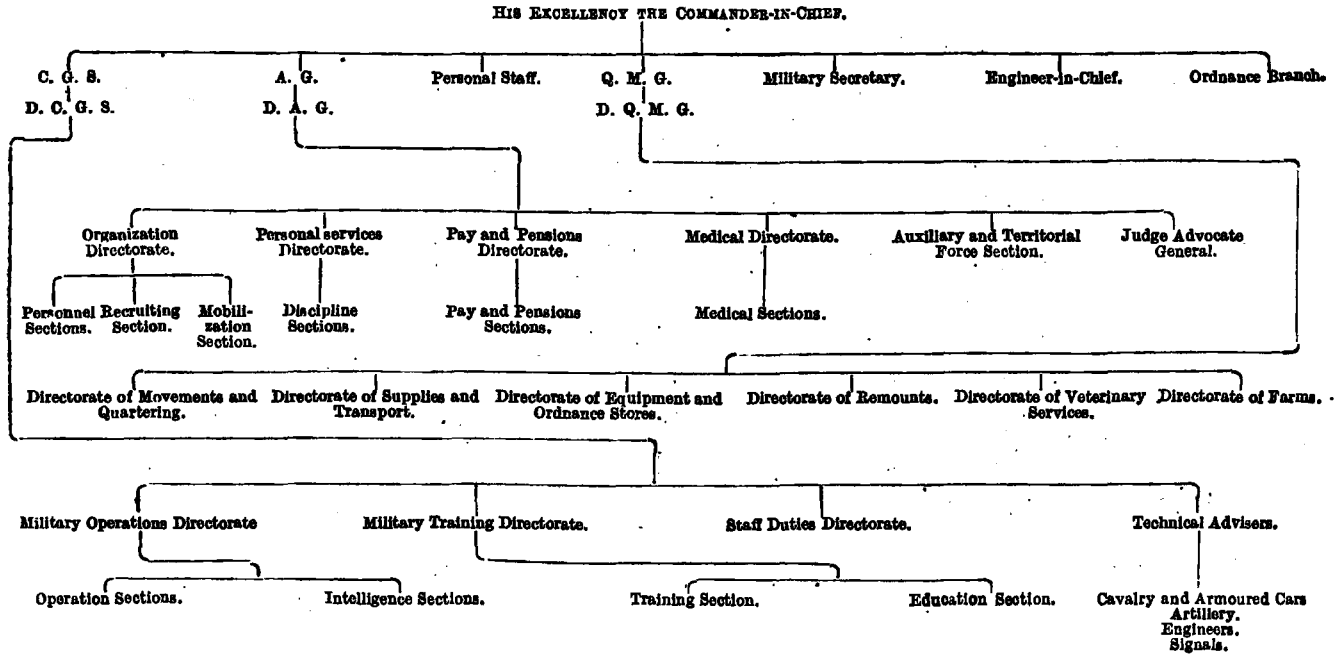 HIS EXCELLENCY THE COMMANDER-IN-CHIEF.
C. G. S. A. G. Personal Staff. Q. M. G. Military Secretary. Engineer-in-Chief. Ordnance Branch.
D. C. G. S. D. A. G. D. Q. M. G.
Organization Personal services Pay and Pensions Medical Directorate. Auxiliary and Territorial Judge Advocate
Directorate. Directorate. Directorate. Force Section. General.
Personnel Recruiting Mobili- Discipline Pay and Pensions Medical Sections.
Sections. Section. zation Sections. Sections.
Section.
Directorate of Movements and Directorate of Supplies and Directorate of Equipment and Directorate of Remounts. Directorate of Veterinary Directorate of Farms.
Quartering. Transport. Ordnance Stores. Services.
Military Operations Directorate Military Training Directorate. Staff Duties Directorate. Technical Advisers.
Operation Sections. Intelligence Sections. Training Section. Education Section. Cavalry and Armoured Cars
Artillery.
Engineers.
Signals.